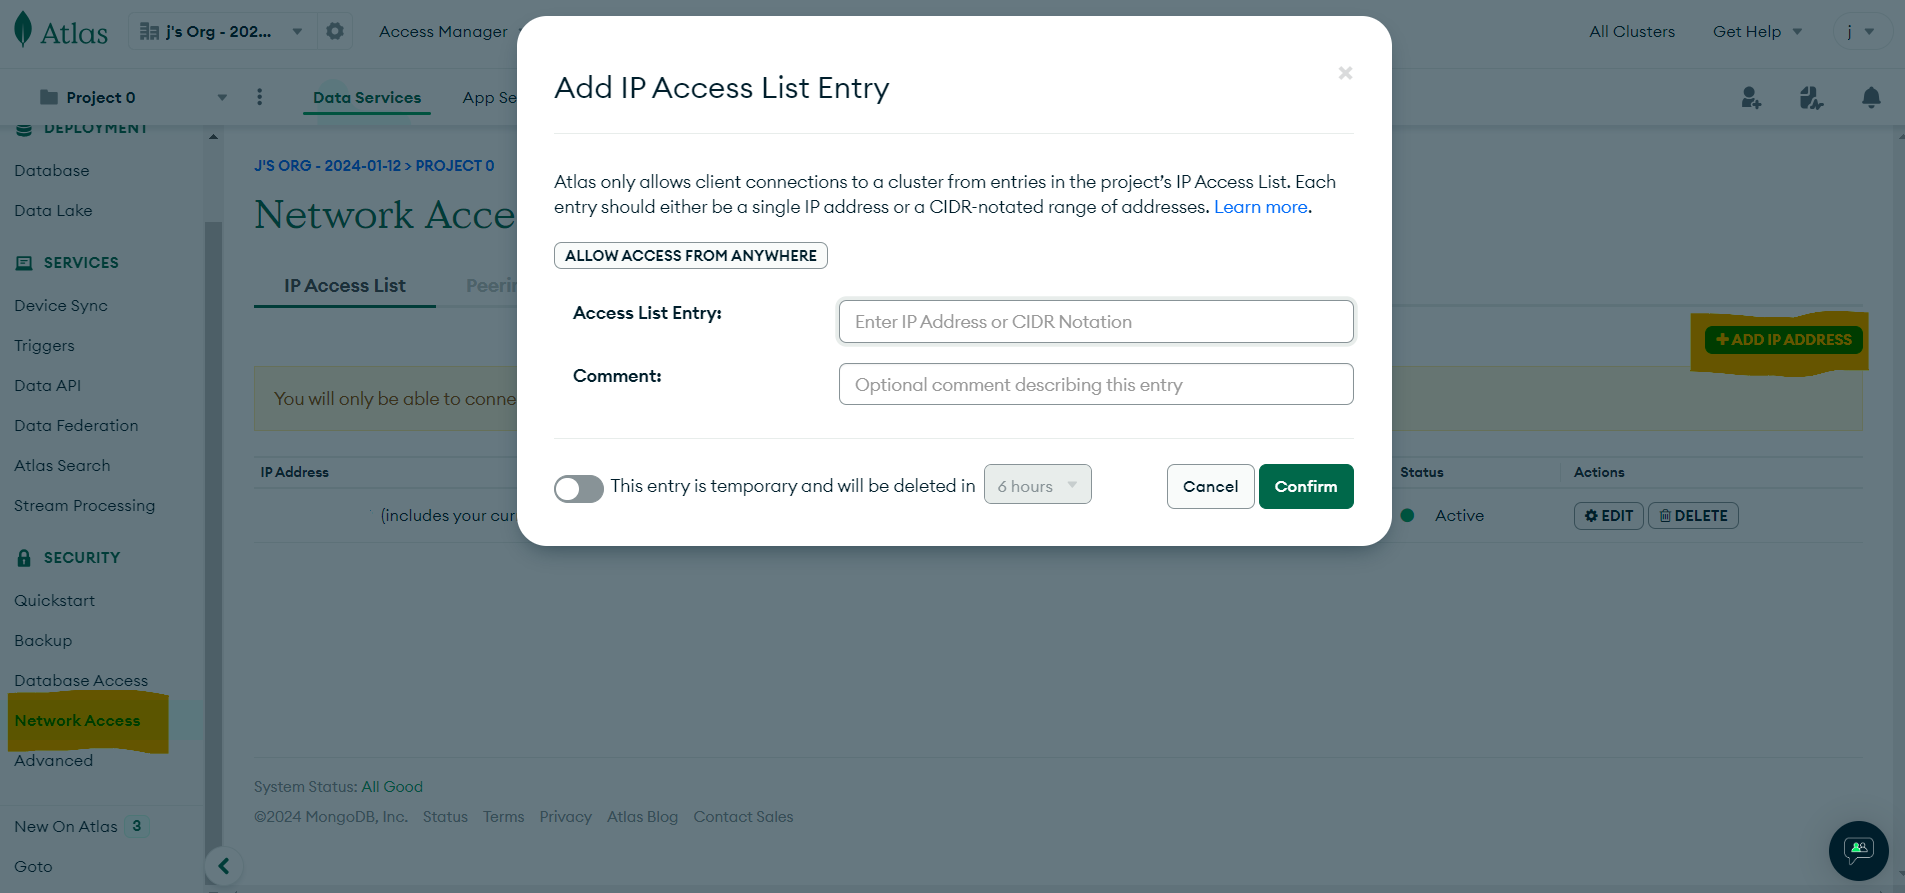 Atlas
j's Org - 202...
Access Manager
All Clusters
Get Help
j
Project 0
Data Services
App Se
DEPLOYMENT
Database
Data Lake
SERVICES
Device Sync
Triggers
Data API
Data Federation
Atlas Search
Stream Processing
SECURITY
Quickstart
Backup
Database Access
Network Access
Advanced
New On Atlas 3
Goto
J'S ORG - 2024-01-12 > PROJECT 0
Network Acce
IP Access List
Peerin
+ ADD IP ADDRESS
You will only be able to conne
IP Address
Status
Actions
(includes your cur
Active
EDIT
DELETE
System Status: All Good
©2024 MongoDB, Inc.
Status
Terms
Privacy
Atlas Blog
Contact Sales
Add IP Access List Entry
×
Atlas only allows client connections to a cluster from entries in the project’s IP Access List. Each
entry should either be a single IP address or a CIDR-notated range of addresses. Learn more.
ALLOW ACCESS FROM ANYWHERE
Access List Entry:
Enter IP Address or CIDR Notation
Comment:
Optional comment describing this entry
This entry is temporary and will be deleted in
6 hours
Cancel
Confirm